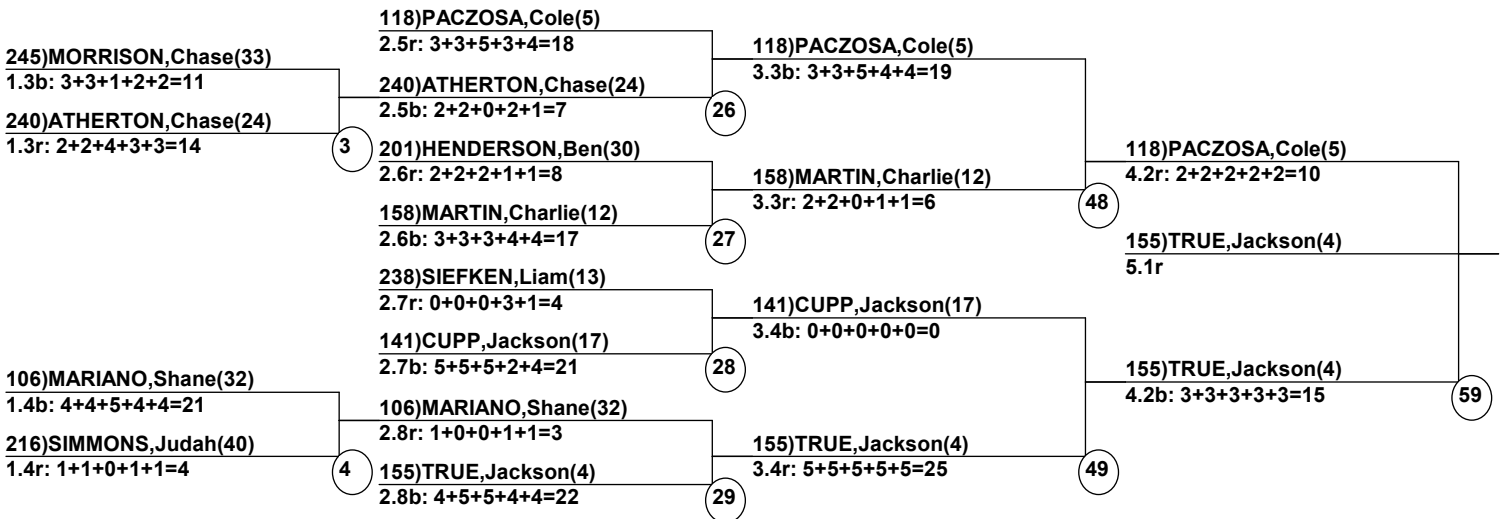 245)MORRISON,Chase(33)
1.3b: 3+3+1+2+2=11
240)ATHERTON,Chase(24)
1.3r: 2+2+4+3+3=14
3
106)MARIANO,Shane(32)
1.4b: 4+4+5+4+4=21
216)SIMMONS,Judah(40)
1.4r: 1+1+0+1+1=4
4
118)PACZOSA,Cole(5)
2.5r: 3+3+5+3+4=18
240)ATHERTON,Chase(24)
2.5b: 2+2+0+2+1=7
26
201)HENDERSON,Ben(30)
2.6r: 2+2+2+1+1=8
158)MARTIN,Charlie(12)
2.6b: 3+3+3+4+4=17
27
238)SIEFKEN,Liam(13)
2.7r: 0+0+0+3+1=4
141)CUPP,Jackson(17)
2.7b: 5+5+5+2+4=21
28
106)MARIANO,Shane(32)
2.8r: 1+0+0+1+1=3
155)TRUE,Jackson(4)
2.8b: 4+5+5+4+4=22
29
118)PACZOSA,Cole(5)
3.3b: 3+3+5+4+4=19
158)MARTIN,Charlie(12)
3.3r: 2+2+0+1+1=6
48
141)CUPP,Jackson(17)
3.4b: 0+0+0+0+0=0
155)TRUE,Jackson(4)
3.4r: 5+5+5+5+5=25
49
118)PACZOSA,Cole(5)
4.2r: 2+2+2+2+2=10
155)TRUE,Jackson(4)
4.2b: 3+3+3+3+3=15
59
155)TRUE,Jackson(4)
5.1r